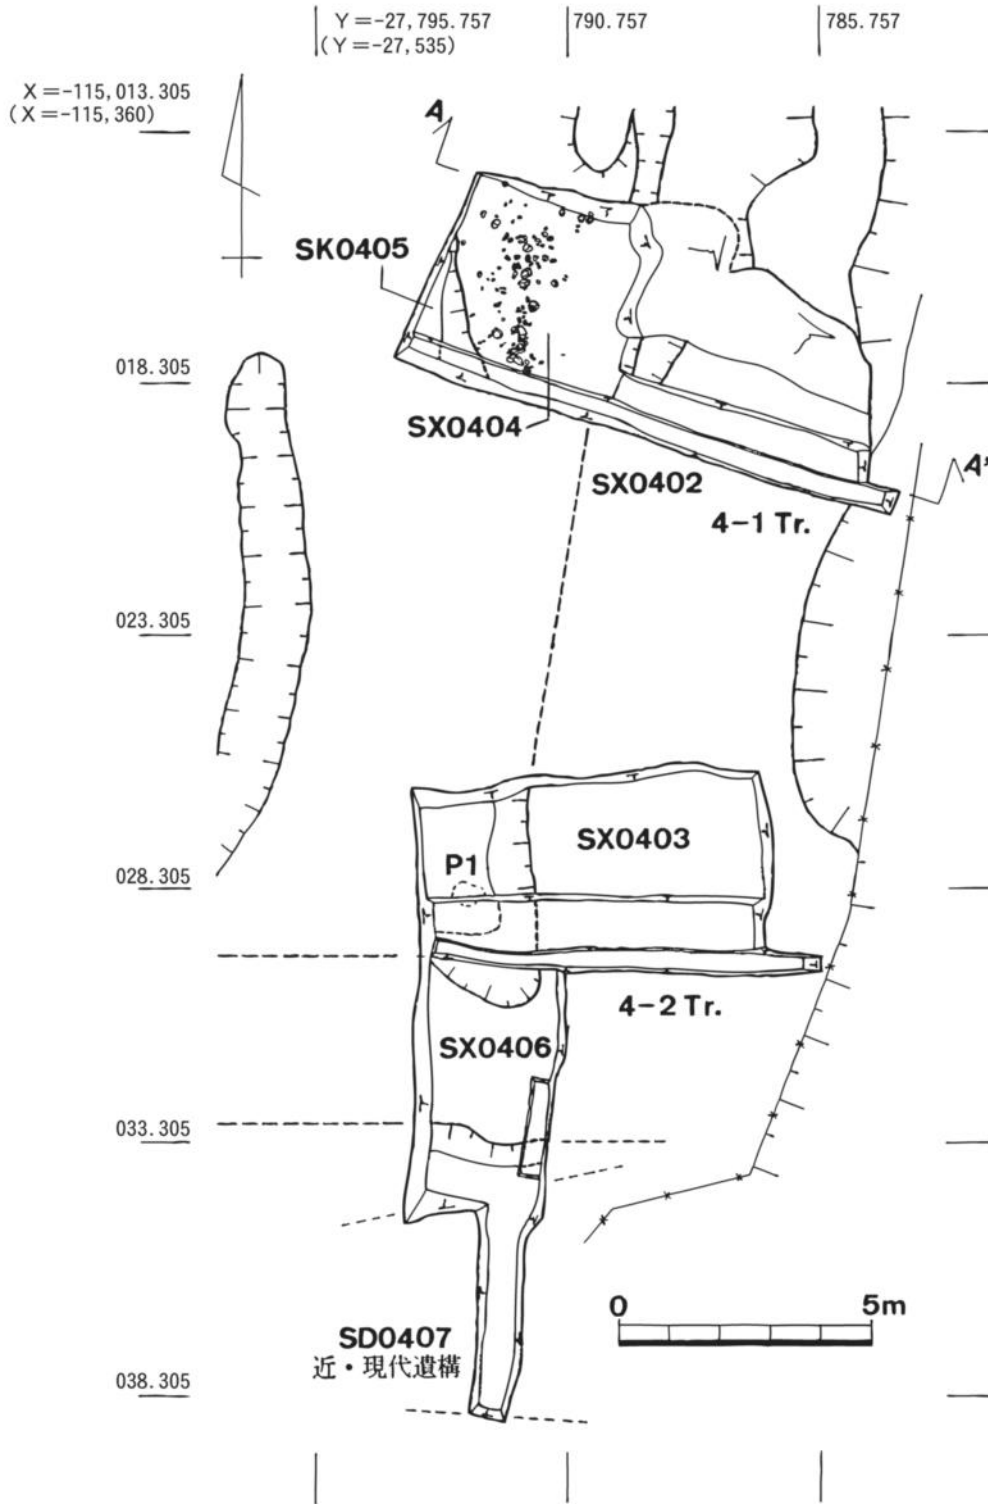 Y=-27,795.757
(Y=-27,535)
790.757
785.757
X=-115,013.305
(X=-115,360)
A
SK0405
018.305
SX0404
SX0402
A'
4-1 Tr.
023.305
SX0403
P1
028.305
4-2 Tr.
SX0406
033.305
0
5m
SD0407
近・現代遺構
038.305